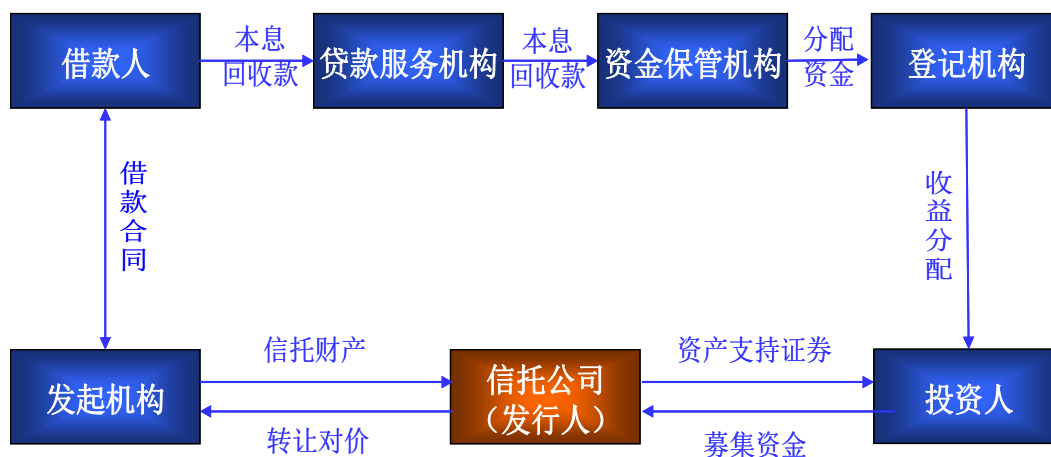 借款人
本息
回收款
贷款服务机构
本息
回收款
资金保管机构
分配
资金
登记机构
借款合同
收益分配
发起机构
信托财产
转让对价
信托公司
（发行人）
资产支持证券
募集资金
投资人